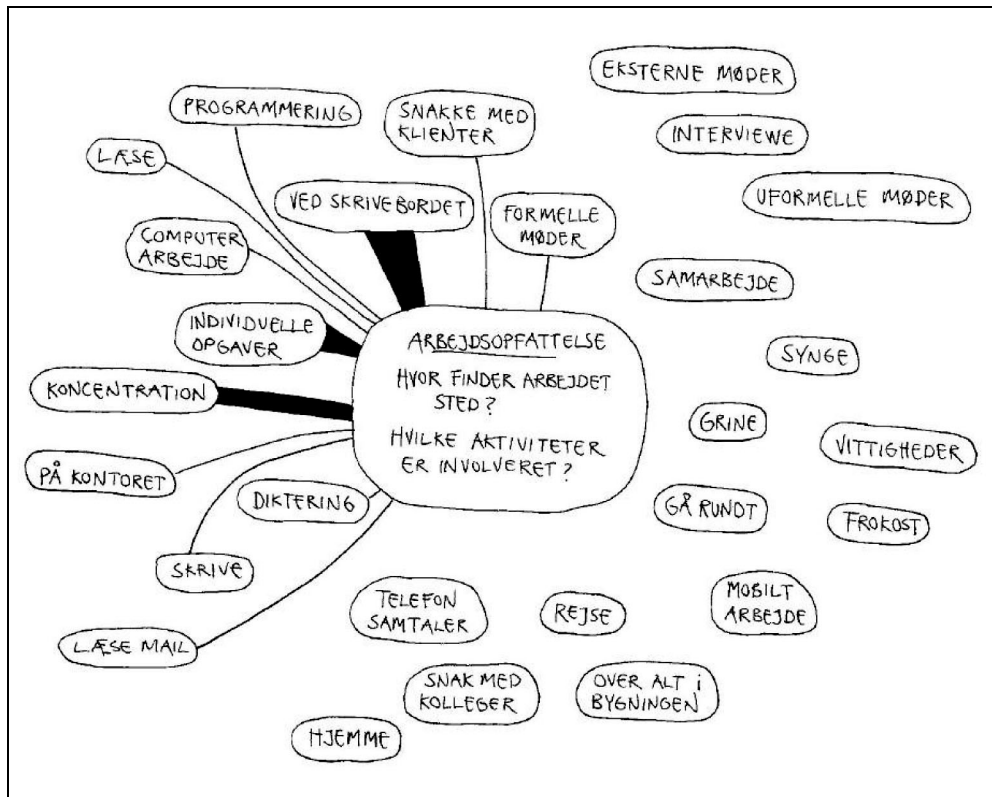 EKSTERNE MØDER
PROGRAMMERING
SNAKKE MED
KLIENTER
INTERVIEWE
LÆSE
VED SKRIVEBORDET
UFORMELLE MØDER
FORMELLE
MØDER
COMPUTER
ARBEJDE
SAMARBEJDE
INDIVIDUELLE
OPGAVER
ARBEJDSOPFATTELSE
HVOR FINDER ARBEJDET
STED?
HVILKE AKTIVITETER
ER INVOLVERET?
SYNGE
KONCENTRATION
GRINE
VITTIGHEDER
PÅ KONTORET
DIKTERING
GÅ RUNDT
FROKOST
SKRIVE
TELEFON
SAMTALER
REJSE
MOBILT
ARBEJDE
LÆSE MAIL
SNAK MED
KOLLEGER
OVER ALT i
BYGNINGEN
HJEMME